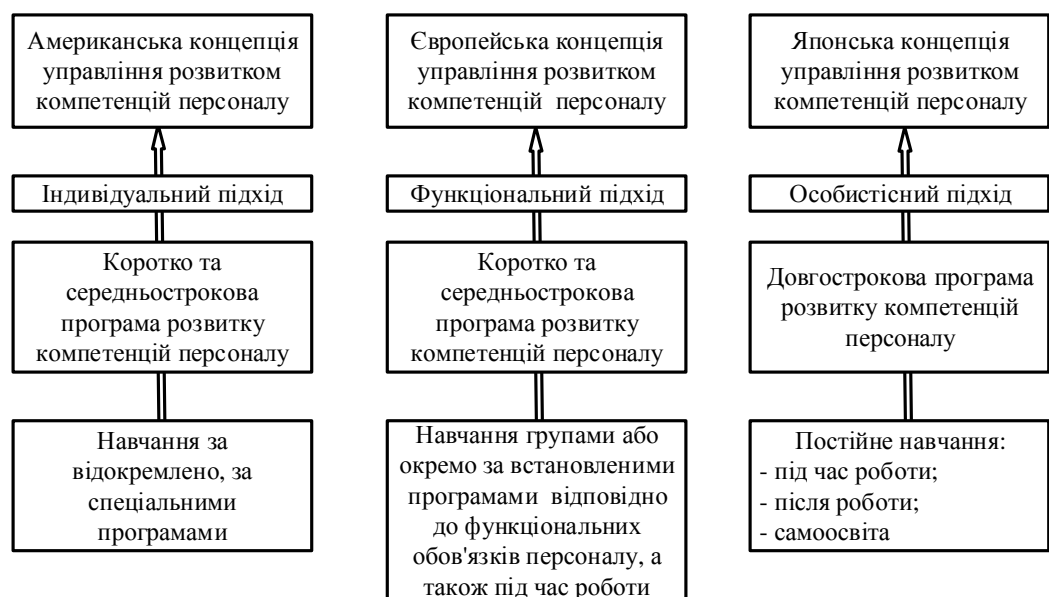 Американська концепція
управління розвитком
компетенцій персоналу
Індивідуальний підхід
Коротко та
середньострокова
програма розвитку
компетенцій персоналу
Навчання за
відокремлено, за
спеціальними
програмами
Європейська концепція
управління розвитком
компетенцій персоналу
Функціональний підхід
Коротко та
середньострокова
програма розвитку
компетенцій персоналу
Навчання групами або
окремо за встановленими
програмами відповідно
до функціональних
обов'язків персоналу, а
також під час роботи
Японська концепція
управління розвитком
компетенцій персоналу
Особистісний підхід
Довгострокова програма
розвитку компетенцій
персоналу
Постійне навчання:
- під час роботи;
- після роботи;
- самоосвіта